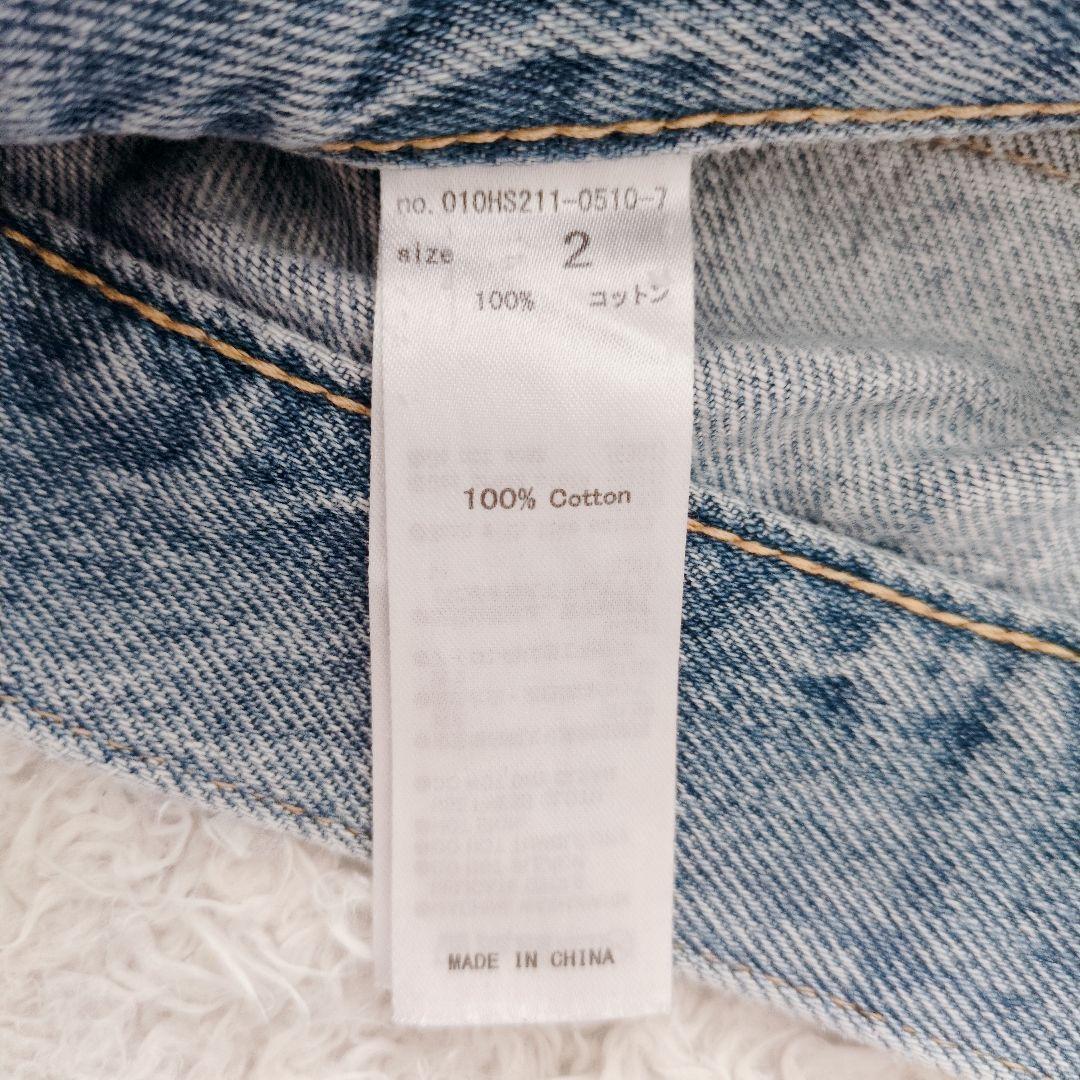 no. 010HS211-0510-7
size 2
100% コットン
100% Cotton
MADE IN CHINA